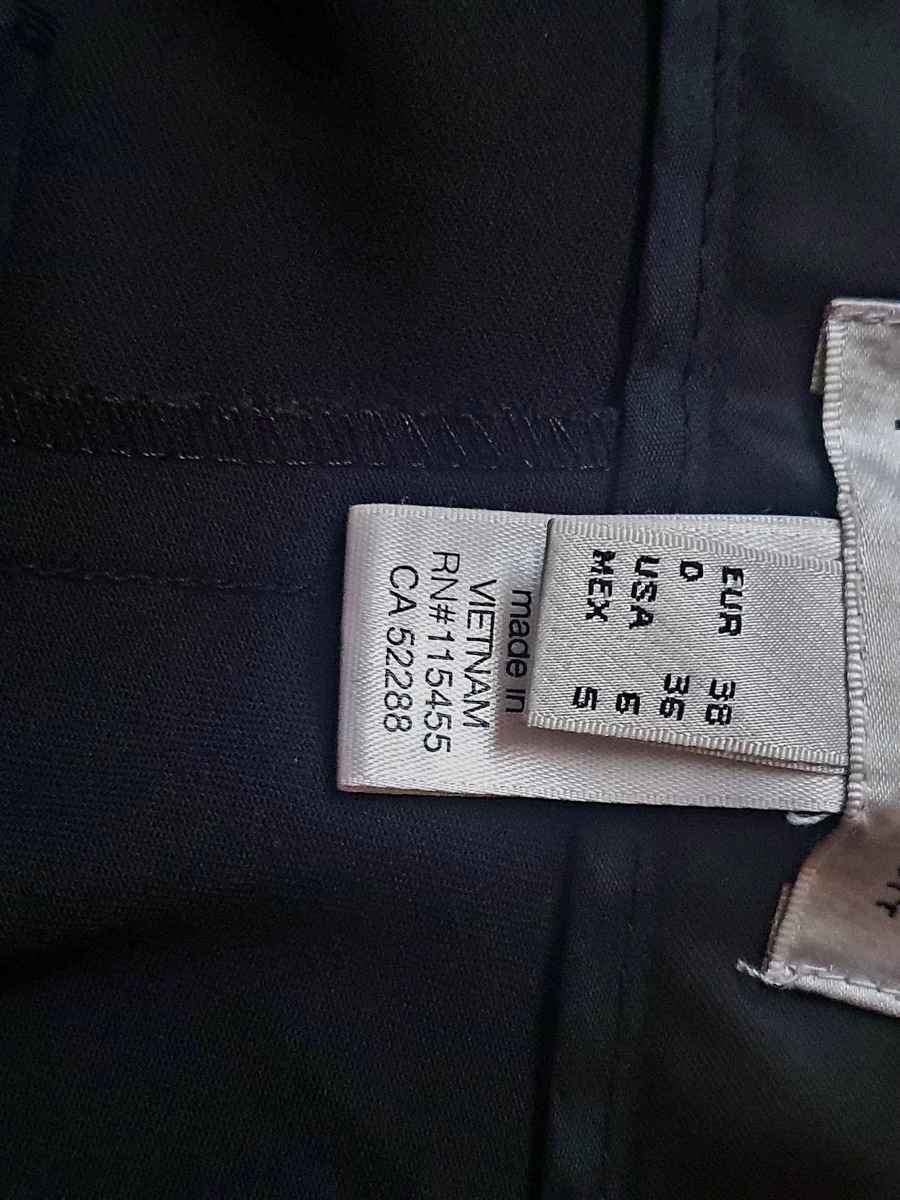 EUR 38
D 36
USA 6
MEX 5
made in
VIETNAM
RN#115455
CA 52288